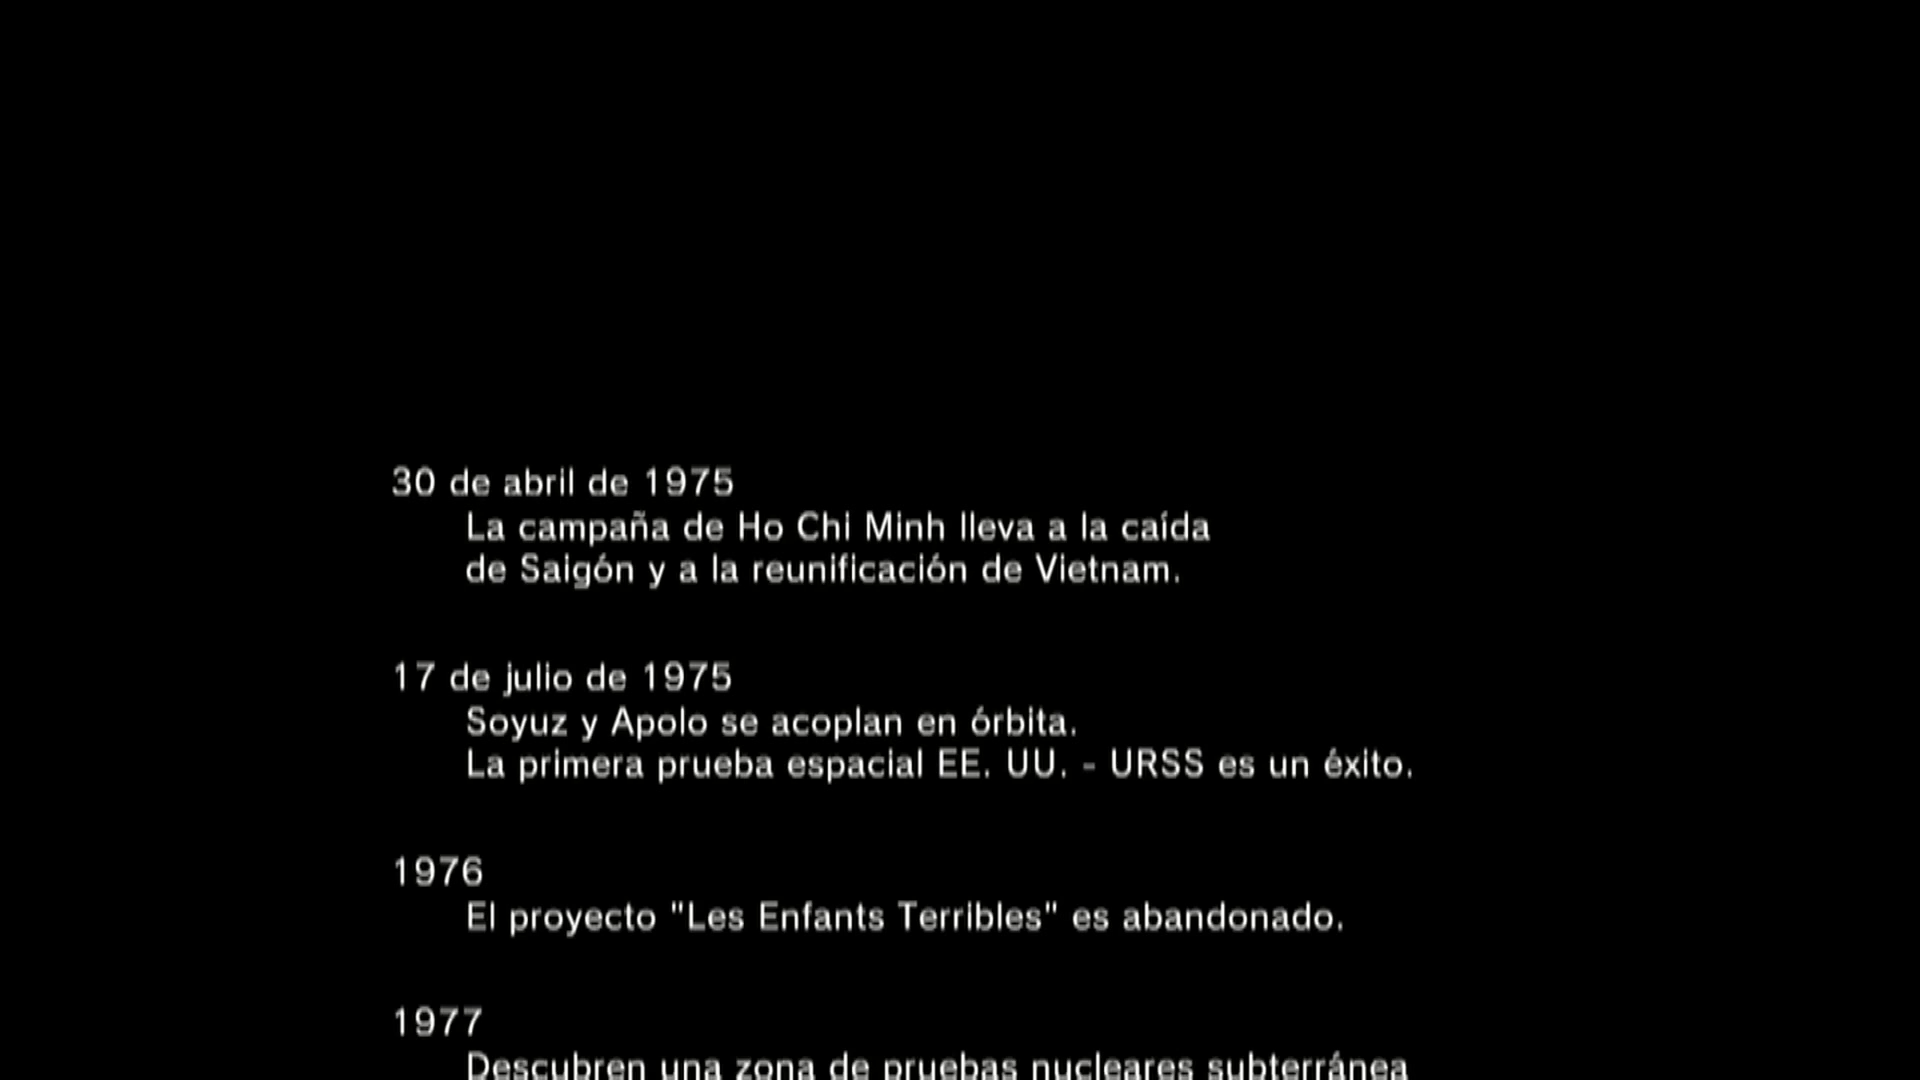 30 de abril de 1975
La campaña de Ho Chi Minh lleva a la caída
de Saigón y a la reunificación de Vietnam.
17 de julio de 1975
Soyuz y Apolo se acoplan en órbita.
La primera prueba espacial EE. UU. - URSS es un éxito.
1976
El proyecto "Les Enfants Terribles" es abandonado.
1977
Descubren una zona de pruebas nucleares subterránea